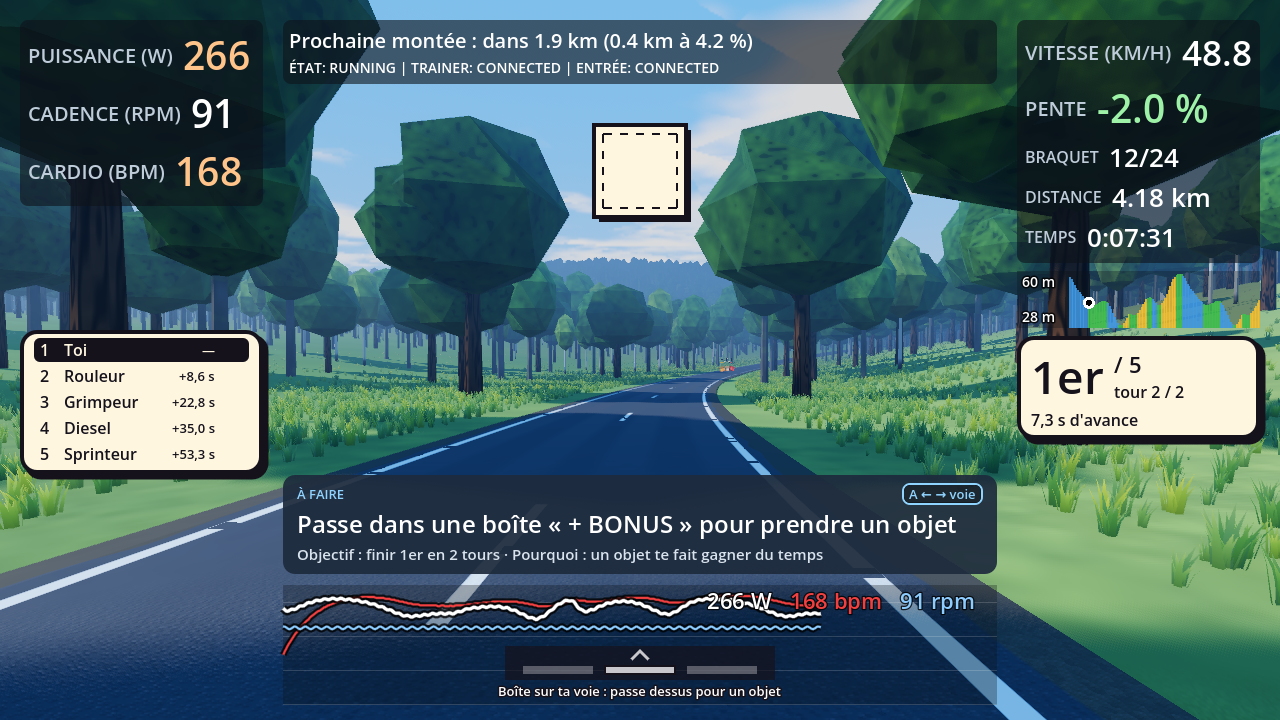 PUISSANCE (W) 266
CADENCE (RPM) 91
CARDIO (BPM) 168
Prochaine montée : dans 1.9 km (0.4 km à 4.2 %)
ÉTAT: RUNNING | TRAINER: CONNECTED | ENTRÉE: CONNECTED
VITESSE (KM/H) 48.8
PENTE -2.0 %
BRAQUET 12/24
DISTANCE 4.18 km
TEMPS 0:07:31
60 m
28 m
1 Toi —
2 Rouleur +8,6 s
3 Grimpeur +22,8 s
4 Diesel +35,0 s
5 Sprinteur +53,3 s
1er / 5
tour 2 / 2
7,3 s d'avance
À FAIRE
A ← → voie
Passe dans une boîte « + BONUS » pour prendre un objet
Objectif : finir 1er en 2 tours · Pourquoi : un objet te fait gagner du temps
266 W 168 bpm 91 rpm
Boîte sur ta voie : passe dessus pour un objet